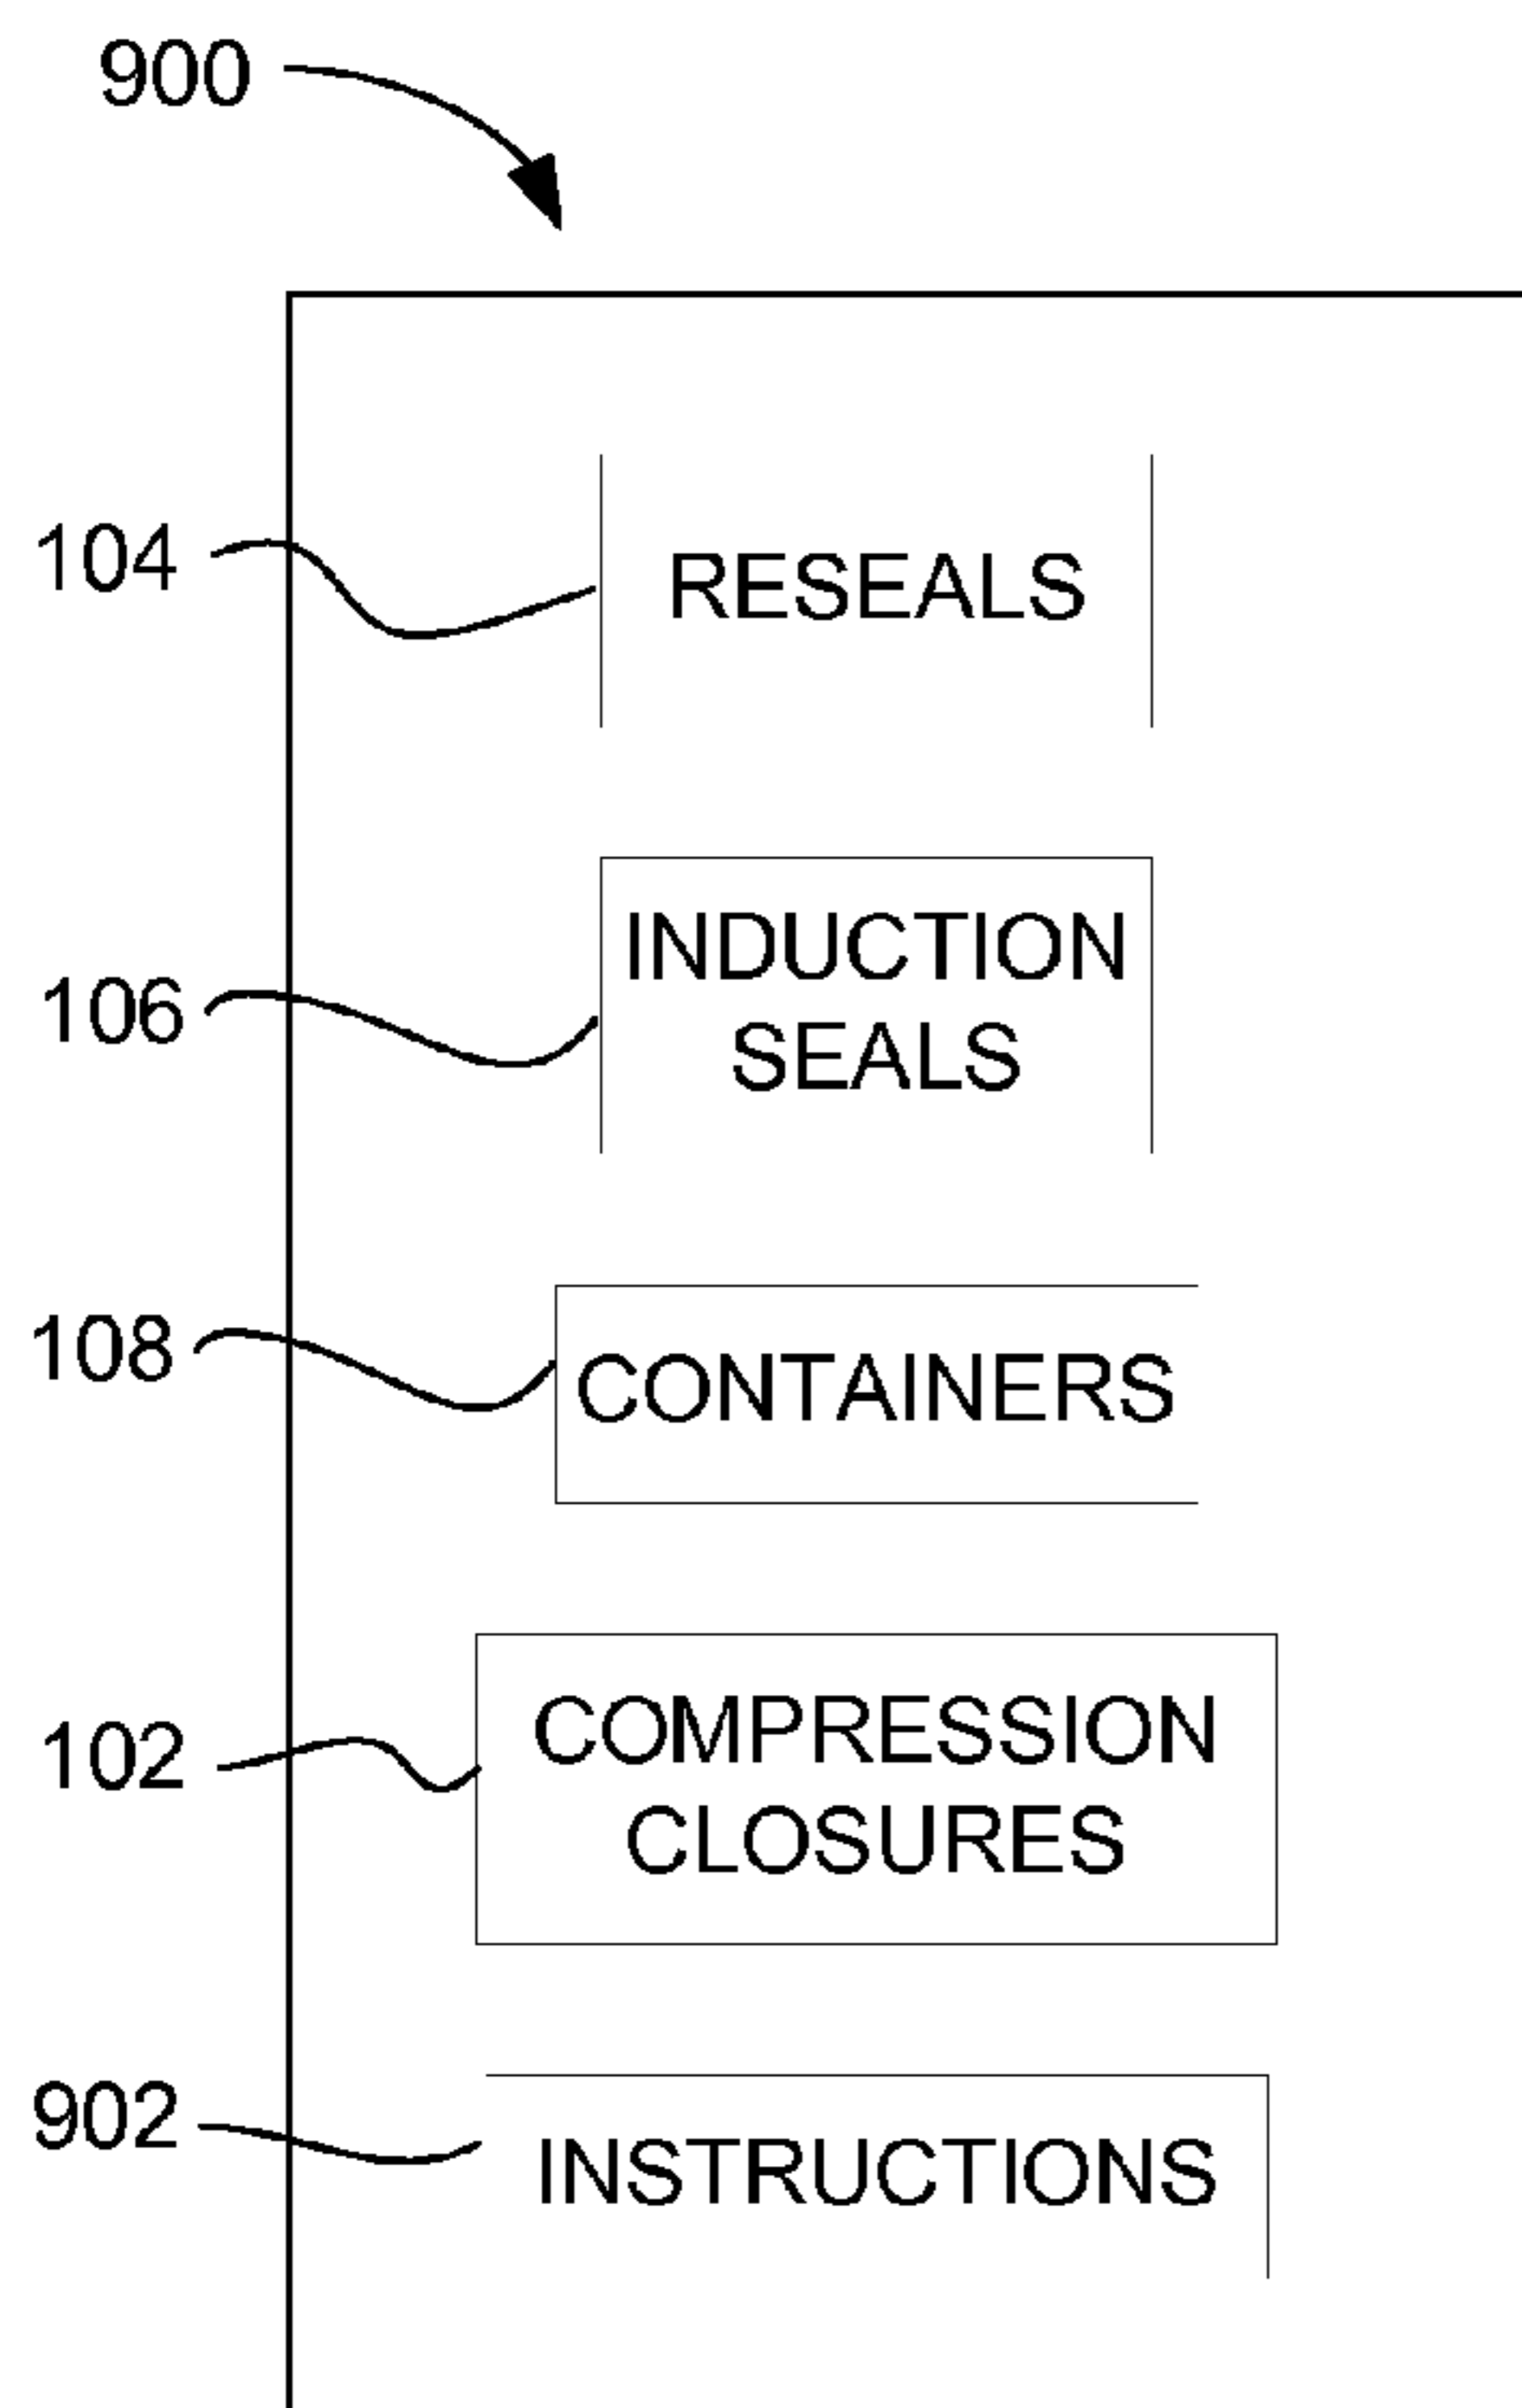 900
104
RESEALS
106
INDUCTION
SEALS
108
CONTAINERS
102
COMPRESSION
CLOSURES
902
INSTRUCTIONS